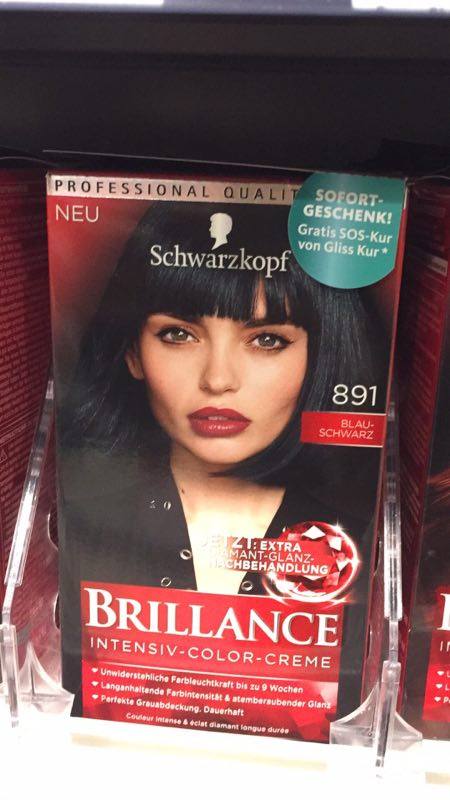 PROFESSIONAL QUALIT
NEU
SOFORT-
GESCHENK!
Gratis SOS-Kur
von Gliss Kur *
Schwarzkopf
891
BLAU-
SCHWARZ
JETZT: EXTRA
DIAMANT-GLANZ-
NACHBEHANDLUNG
BRILLANCE
INTENSIV-COLOR-CREME
Unwiderstehliche Farbleuchtkraft bis zu 9 Wochen
Langanhaltende Farbintensität & atemberaubender Glanz
Perfekte Grauabdeckung. Dauerhaft
Couleur intense & éclat diamant longue durée